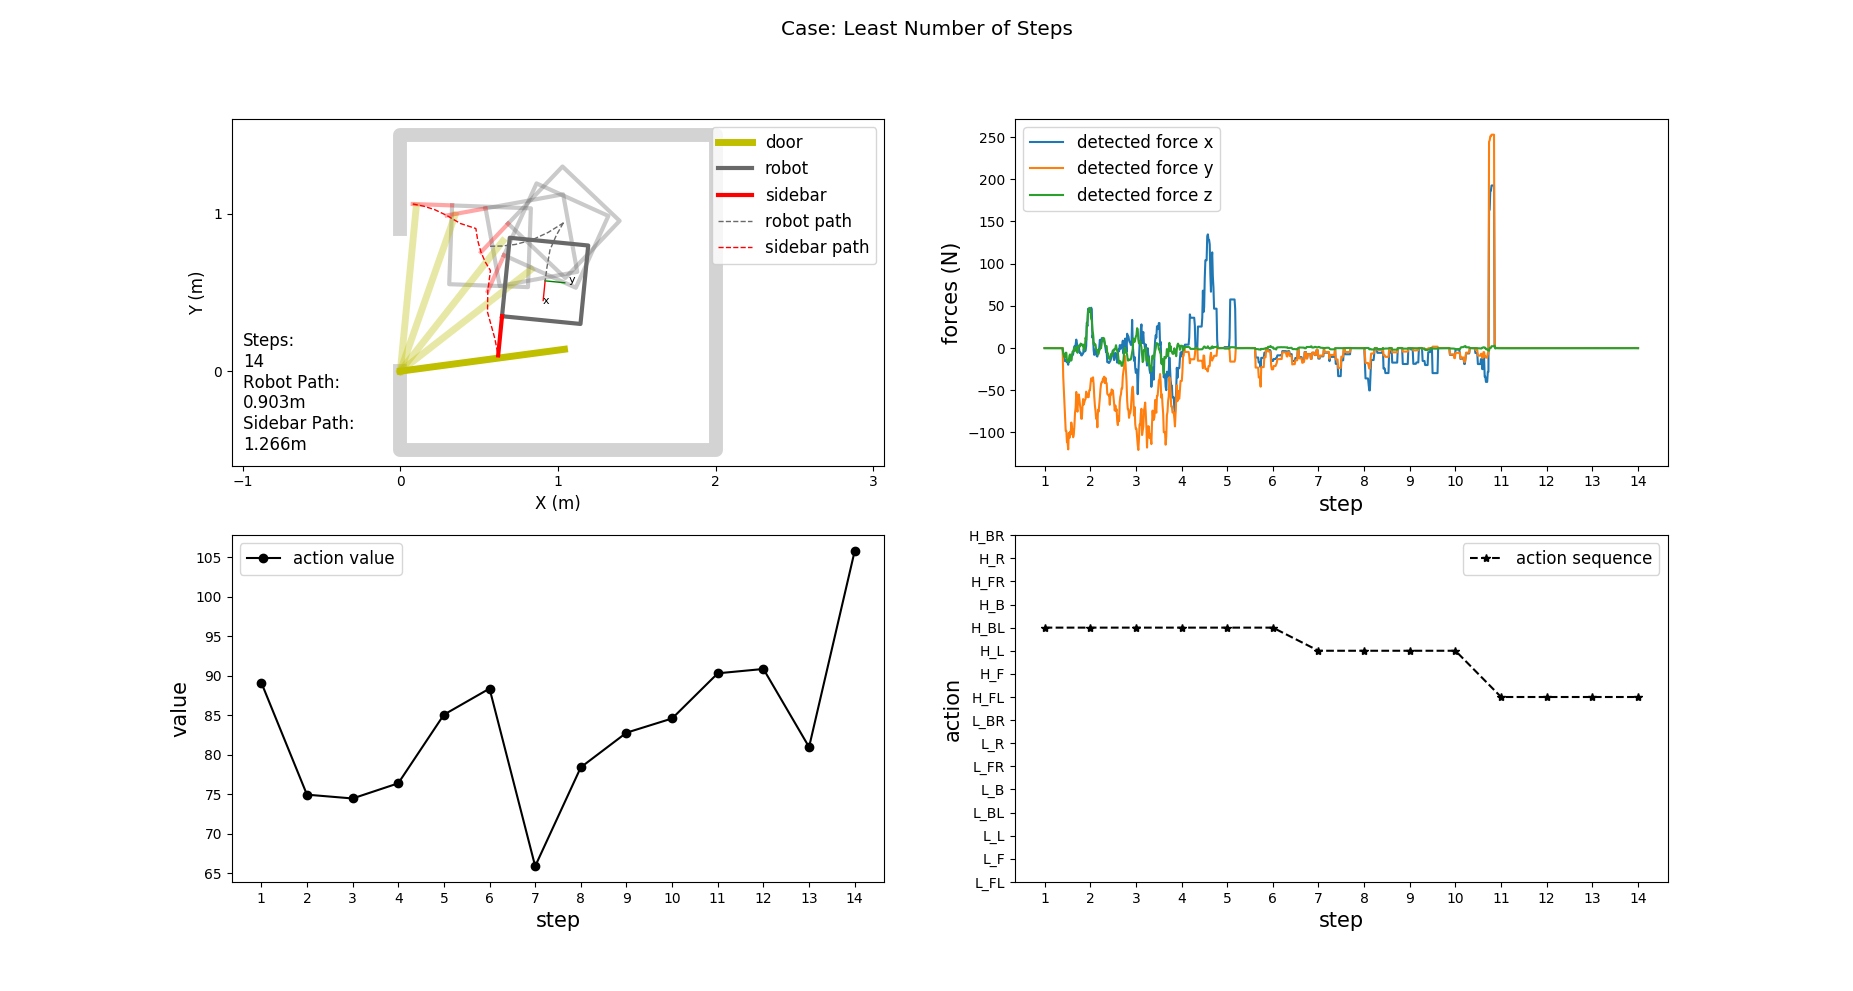 Case: Least Number of Steps
door
robot
sidebar
robot path
sidebar path
Y (m)
1
0
Steps:
14
Robot Path:
0.903m
Sidebar Path:
1.266m
x
y
−1 0 1 2 3
X (m)
detected force x
detected force y
detected force z
forces (N)
250
200
150
100
50
0
−50
−100
1 2 3 4 5 6 7 8 9 10 11 12 13 14
step
action value
value
105
100
95
90
85
80
75
70
65
1 2 3 4 5 6 7 8 9 10 11 12 13 14
step
action sequence
action
H_BR
H_R
H_FR
H_B
H_BL
H_L
H_F
H_FL
L_BR
L_R
L_FR
L_B
L_BL
L_L
L_F
L_FL
1 2 3 4 5 6 7 8 9 10 11 12 13 14
step